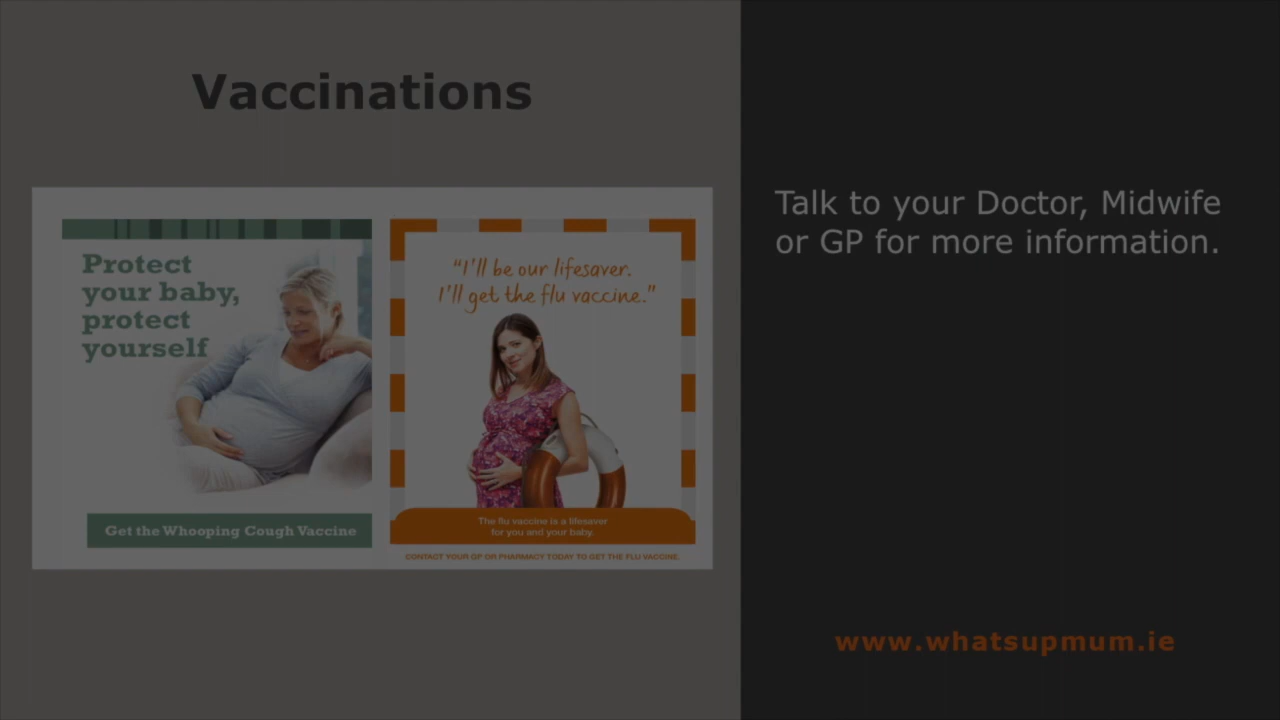 Vaccinations
Protect
your baby,
protect
yourself
Get the Whooping Cough Vaccine
“I’ll be our lifesaver.
I’ll get the flu vaccine.”
The flu vaccine is a lifesaver
for you and your baby.
CONTACT YOUR GP OR PHARMACY TODAY TO GET THE FLU VACCINE.
Talk to your Doctor, Midwife
or GP for more information.
www.whatsupmum.ie